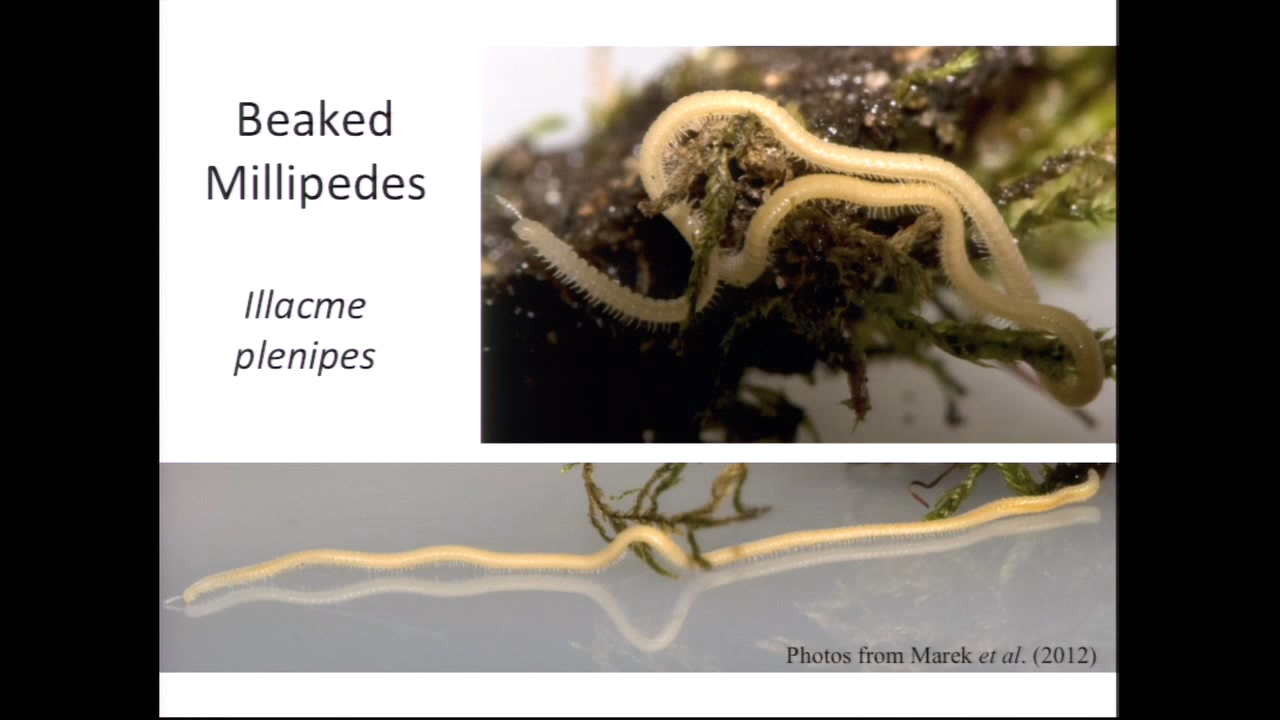 Beaked
Millipedes
Illacme
plenipes
Photos from Marek et al. (2012)